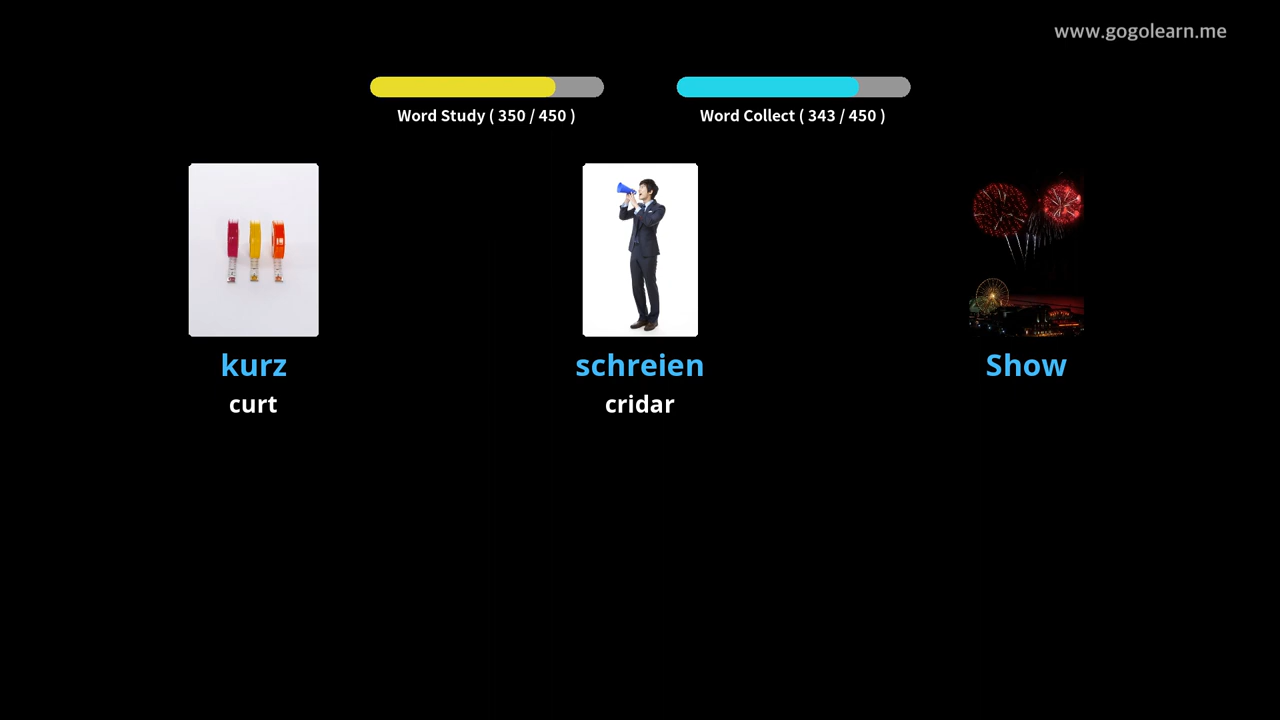 www.gogolearn.me
Word Study ( 350 / 450 )
Word Collect ( 343 / 450 )
kurz
curt
schreien
cridar
Show